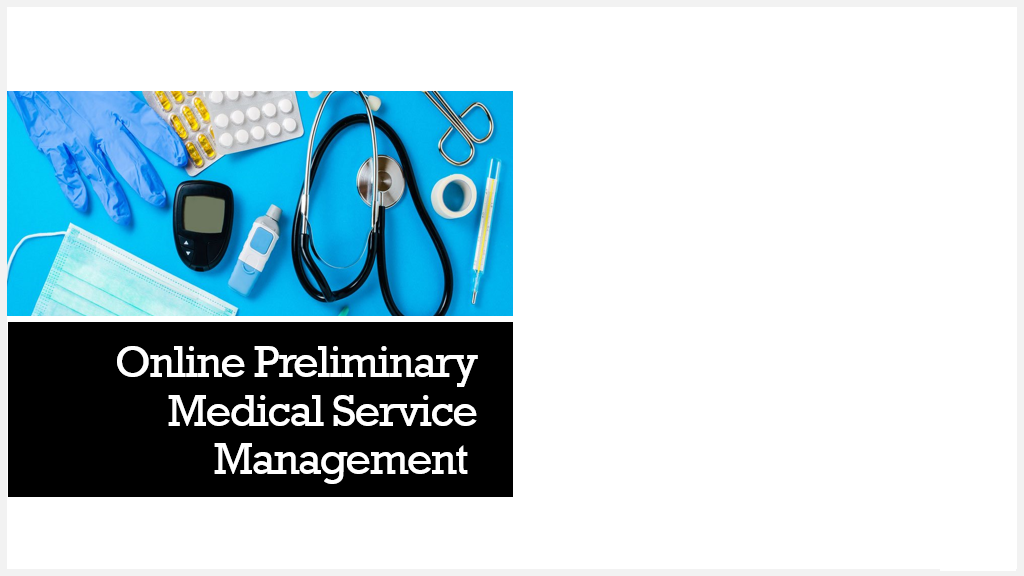 Online Preliminary
Medical Service
Management